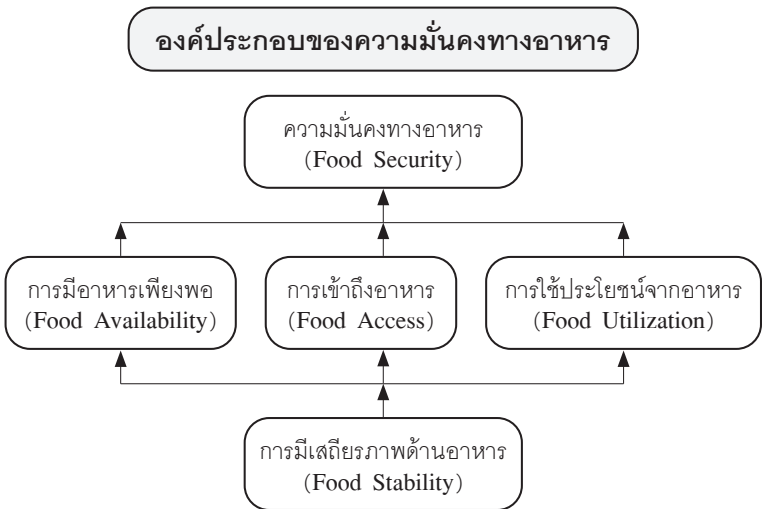 องค์ประกอบของความมั่นคงทางอาหาร
ความมั่นคงทางอาหาร
(Food Security)
การมีอาหารเพียงพอ
(Food Availability)
การเข้าถึงอาหาร
(Food Access)
การใช้ประโยชน์จากอาหาร
(Food Utilization)
การมีเสถียรภาพด้านอาหาร
(Food Stability)